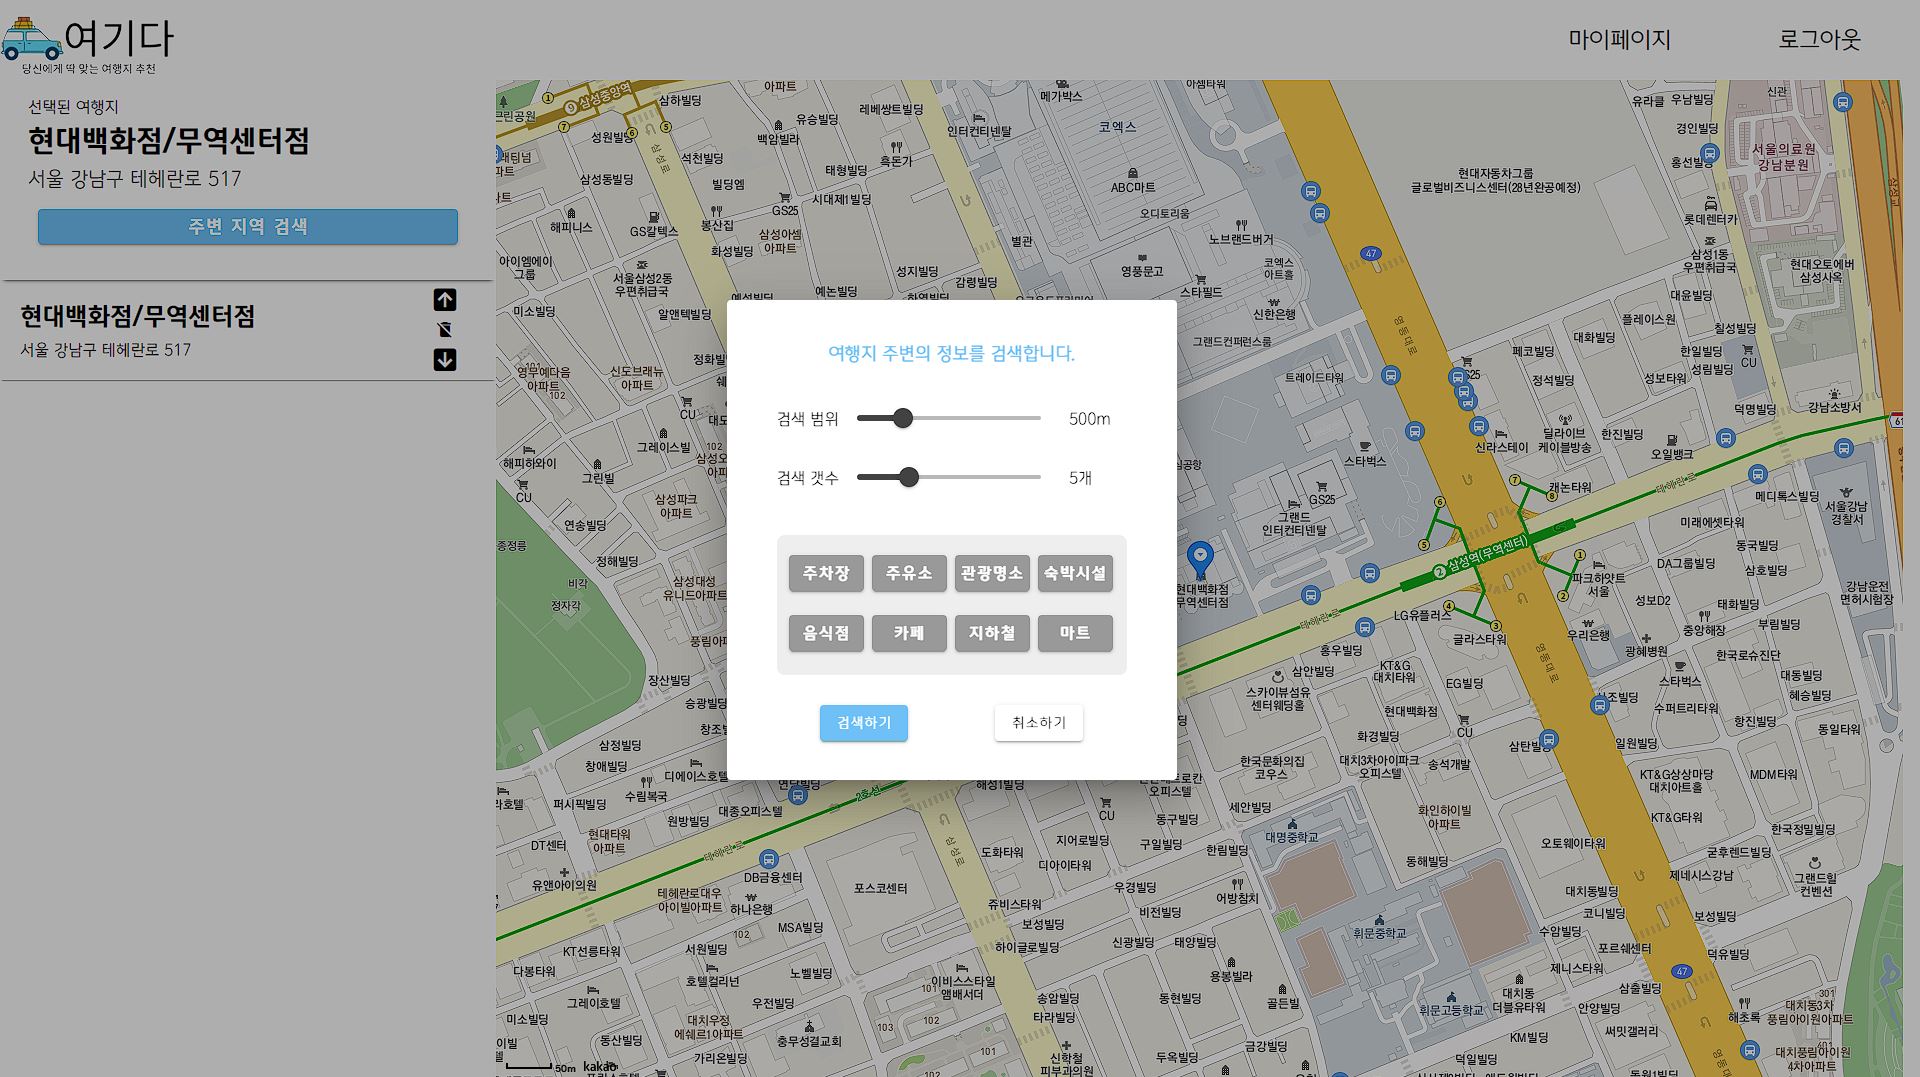 여기다
당신에게 딱 맞는 여행지 추천
마이페이지
로그아웃
선택된 여행지
현대백화점/무역센터점
서울 강남구 테헤란로 517
주변 지역 검색
현대백화점/무역센터점
서울 강남구 테헤란로 517
여행지 주변의 정보를 검색합니다.
검색 범위
500m
검색 갯수
5개
주차장
주유소
관광명소
숙박시설
음식점
카페
지하철
마트
검색하기
취소하기
삼성중앙역
삼하빌딩
아파트
유승빌딩
레베쌍트빌딩
메가박스
아셈타워
코엑스
성원빌딩
백암빌라
인터컨티넨탈
석천빌딩
흑돈가
태형빌딩
삼성동빌딩
빌딩엠
GS25
시대제1빌딩
ABC마트
오디토리움
현대자동차그룹
글로벌비즈니스센터(28년완공예정)
유라클
우남빌딩
신관
경인빌딩
홍선빌딩
서울의료원
강남분원
롯데렌터카
해피니스
GS칼텍스
봉산집
화성빌딩
삼성아셈
아파트
별관
노브랜드버거
영풍문고
코엑스
아트홀
스타필드
삼성1동
우편취급국
현대오토에버
삼성사옥
아이엠에이
그룹
서울삼성2동
우편취급국
성지빌딩
감령빌딩
예논빌딩
미소빌딩
알앤텍빌딩
신한은행
그랜드컨퍼런스룸
대윤빌딩
플레이스원
칠성빌딩
대화빌딩
영무예다음
아파트
102
신도브래뉴
아파트
CU
트레이드타워
페코빌딩
정석빌딩
한일빌딩
성림빌딩
성보타워
CU
덕명빌딩
강남소방서
그레이스빌
해피하와이
CU
그린빌
삼성파크
아파트
연송빌딩
스타벅스
신라스테이
딜라이브
케이블방송
한진빌딩
오일뱅크
GS25
그랜드
인터컨티넨탈
캐논타워
테헤란로
메디톡스빌딩
서울강남
경찰서
정해빌딩
비각
정자각
삼성대성
유니드아파트
현대백화점
무역센터점
삼성역(무역센터)
미래에셋타워
동국빌딩
DA그룹빌딩
삼호빌딩
파크하얏트
서울
강남운전
면허시험장
성보D2
태화빌딩
중앙해장
부림빌딩
LG유플러스
글라스타워
우리은행
광혜병원
한국로슈진단
테헤란로
홍우빌딩
삼안빌딩
KT&G
대치타워
EG빌딩
스타벅스
대동빌딩
혜승빌딩
장산빌딩
승광빌딩
스카이뷰섬유
센터웨딩홀
현대백화점
수퍼트리타워
항진빌딩
동일타워
삼정빌딩
창애빌딩
화경빌딩
CU
삼탄빌딩
일원빌딩
한국문화의집
코우스
대치3차아이파크
오피스텔
송석개발
KT&G상상마당
대치아트홀
MDM타워
디에이스호텔
수림복국
퍼시픽빌딩
대종오피스텔
원방빌딩
2호선
해성1빌딩
CU
동구빌딩
세안빌딩
화인하이빌
아파트
KT&G타워
한국정밀빌딩
현대타워
아파트
DT센터
테헤란로
DB금융센터
도화타워
지어로빌딩
디아이타워
구일빌딩
한림빌딩
대명중학교
동해빌딩
오토웨이타워
굳후렌드빌딩
제네시스강남
그랜드힐
컨벤션
유앤아이의원
테헤란로대우
아이빌아파트
하나은행
포스코센터
우경빌딩
어방참치
대치동빌딩
코니빌딩
쥬비스타워
보성빌딩
비전빌딩
보성빌딩
수암빌딩
102
MSA빌딩
하이글로빌딩
신광빌딩
태양빌딩
휘문중학교
포르쉐센터
덕유빌딩
KT선릉타워
서원빌딩
다봉타워
호텔컬리넌
노벨빌딩
이비스스타일
앰배서더
용봉빌라
제니스타워
삼출빌딩
그레이호텔
우전빌딩
송암빌딩
동현빌딩
골든빌
휘문고등학교
대치동
더블유타워
안양빌딩
해초록
대치동3차
풍림아이원아파트
미소빌딩
대치우정
에쉐르1아파트
타라빌딩
써밋갤러리
동산빌딩
충무성결교회
103
102
101
금강빌딩
KM빌딩
가리온빌딩
신학철
피부과의원
두옥빌딩
덕일빌딩
대치풍림아이원
4차아파트
50m
kakao